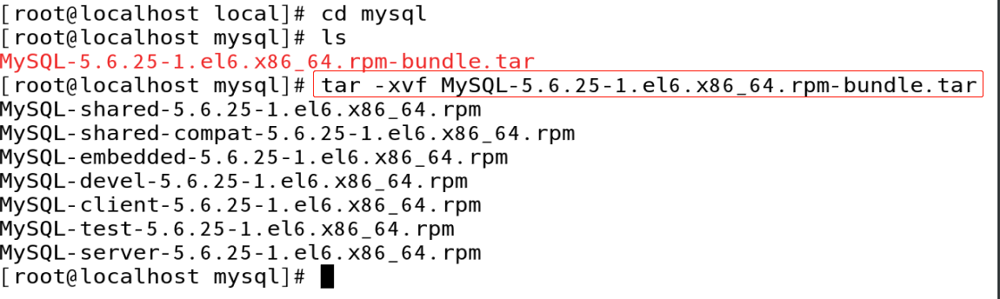 [root@localhost local]# cd mysql
[root@localhost mysql]# ls
MySQL-5.6.25-1.el6.x86_64.rpm-bundle.tar
[root@localhost mysql]# tar -xvf MySQL-5.6.25-1.el6.x86_64.rpm-bundle.tar
MySQL-shared-5.6.25-1.el6.x86_64.rpm
MySQL-shared-compat-5.6.25-1.el6.x86_64.rpm
MySQL-embedded-5.6.25-1.el6.x86_64.rpm
MySQL-devel-5.6.25-1.el6.x86_64.rpm
MySQL-client-5.6.25-1.el6.x86_64.rpm
MySQL-test-5.6.25-1.el6.x86_64.rpm
MySQL-server-5.6.25-1.el6.x86_64.rpm
[root@localhost mysql]#